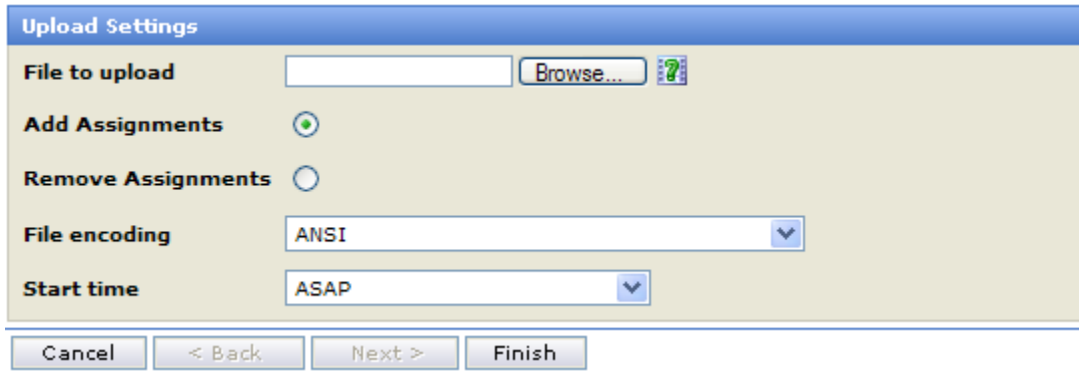 Upload Settings
File to upload Browse... ?
Add Assignments
Remove Assignments
File encoding ANSI
Start time ASAP
Cancel < Back Next > Finish